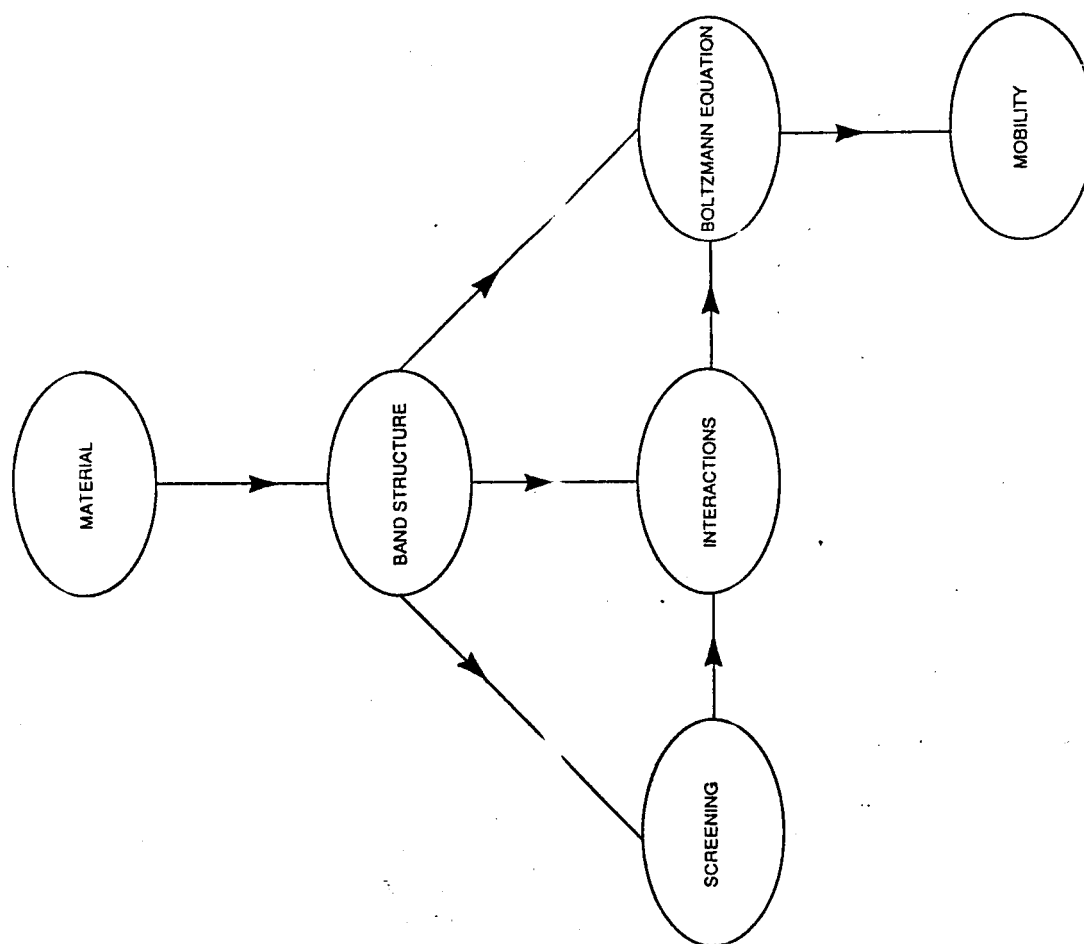 MATERIAL
BAND STRUCTURE
SCREENING
INTERACTIONS
BOLTZMANN EQUATION
MOBILITY